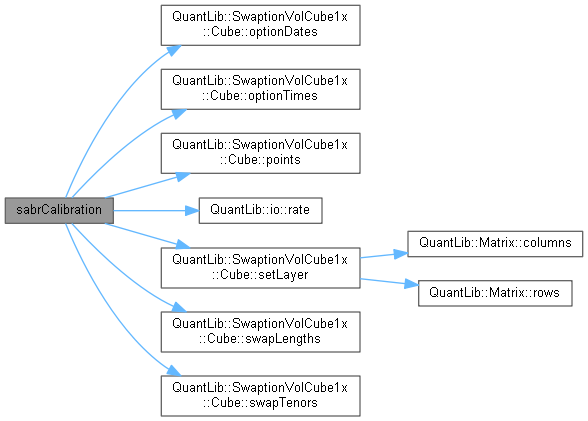 QuantLib::SwaptionVolCube1x
::Cube::optionDates
QuantLib::SwaptionVolCube1x
::Cube::optionTimes
QuantLib::SwaptionVolCube1x
::Cube::points
sabrCalibration
QuantLib::io::rate
QuantLib::SwaptionVolCube1x
::Cube::setLayer
QuantLib::Matrix::columns
QuantLib::Matrix::rows
QuantLib::SwaptionVolCube1x
::Cube::swapLengths
QuantLib::SwaptionVolCube1x
::Cube::swapTenors